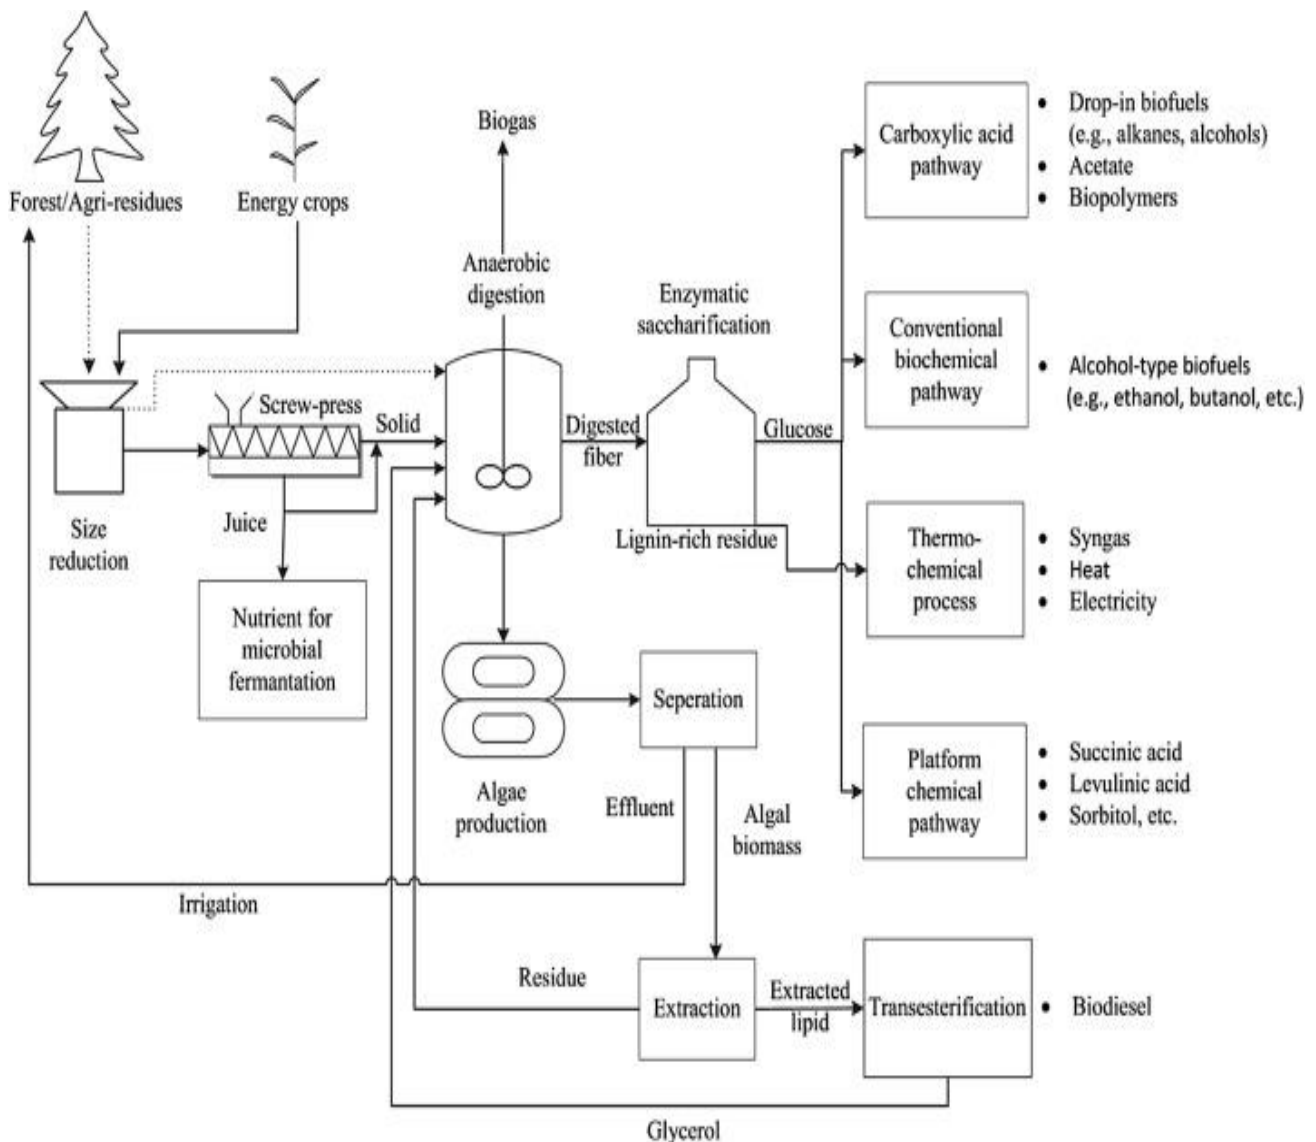 Forest/Agri-residues
Energy crops
Biogas
Anaerobic
digestion
Enzymatic
saccharification
Carboxylic acid
pathway
• Drop-in biofuels
(e.g., alkanes, alcohols)
• Acetate
• Biopolymers
Conventional
biochemical
pathway
• Alcohol-type biofuels
(e.g., ethanol, butanol, etc.)
Screw-press
Solid
Digested
fiber
Glucose
Juice
Size
reduction
Lignin-rich residue
Thermo-
chemical
process
• Syngas
• Heat
• Electricity
Nutrient for
microbial
fermantation
Seperation
Algae
production
Effluent
Algal
biomass
Platform
chemical
pathway
• Succinic acid
• Levulinic acid
• Sorbitol, etc.
Irrigation
Residue
Extraction
Extracted
lipid
Transesterification
• Biodiesel
Glycerol